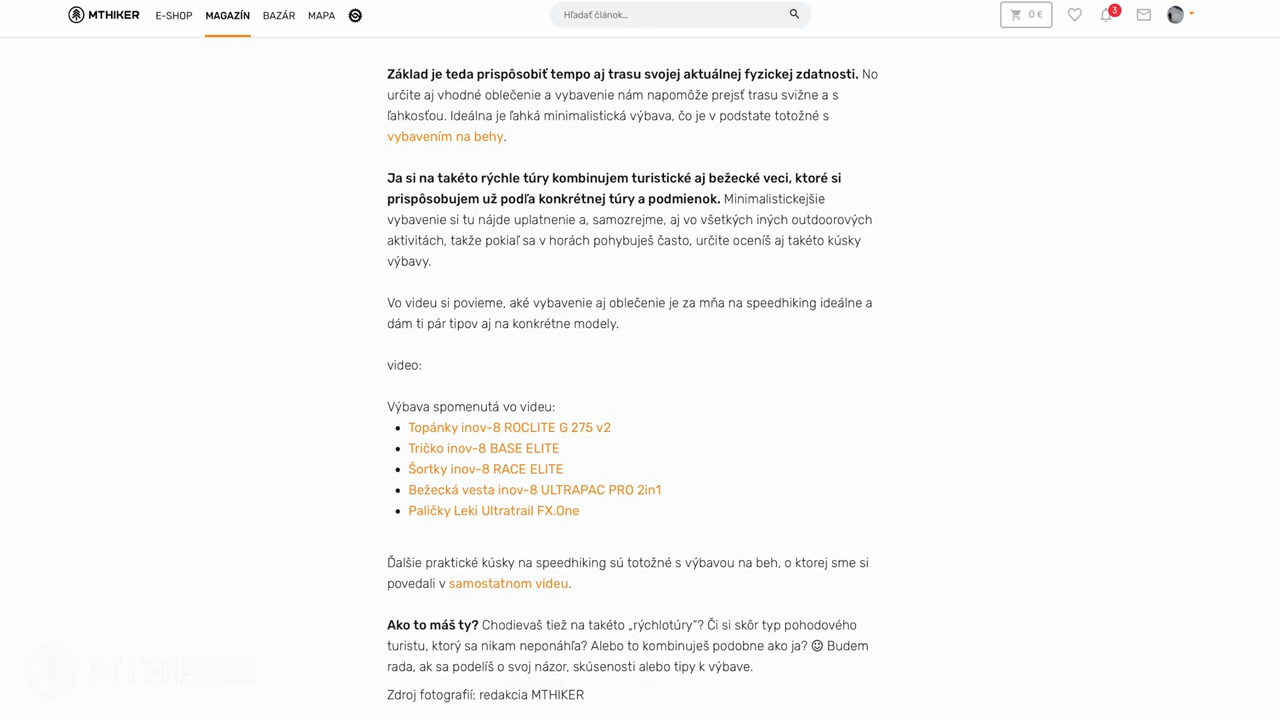 MTHIKER E-SHOP MAGAZÍN BAZÁR MAPA Hľadať článok... 0 € 3
Základ je teda prispôsobiť tempo aj trasu svojej aktuálnej fyzickej zdatnosti. No
určite aj vhodné oblečenie a vybavenie nám napomôže prejsť trasu svižne a s
ľahkosťou. Ideálna je ľahká minimalistická výbava, čo je v podstate totožné s
vybavením na behy.
Ja si na takéto rýchle túry kombinujem turistické aj bežecké veci, ktoré si
prispôsobujem už podľa konkrétnej túry a podmienok. Minimalistickejšie
vybavenie si tu nájde uplatnenie a, samozrejme, aj vo všetkých iných outdoorových
aktivitách, takže pokiaľ sa v horách pohybuješ často, určite oceníš aj takéto kúsky
výbavy.
Vo videu si povieme, aké vybavenie aj oblečenie je za mňa na speedhiking ideálne a
dám ti pár tipov aj na konkrétne modely.
video:
Výbava spomenutá vo videu:
• Topánky inov-8 ROCLITE G 275 v2
• Tričko inov-8 BASE ELITE
• Šortky inov-8 RACE ELITE
• Bežecká vesta inov-8 ULTRAPAC PRO 2in1
• Paličky Leki Ultratrail FX.One
Ďalšie praktické kúsky na speedhiking sú totožné s výbavou na beh, o ktorej sme si
povedali v samostatnom videu.
Ako to máš ty? Chodievaš tiež na takéto „rýchlotúry“? Či si skôr typ pohodového
turistu, ktorý sa nikam neponáhľa? Alebo to kombinuješ podobne ako ja? 😊 Budem
rada, ak sa podelíš o svoj názor, skúsenosti alebo tipy k výbave.
Zdroj fotografií: redakcia MTHIKER